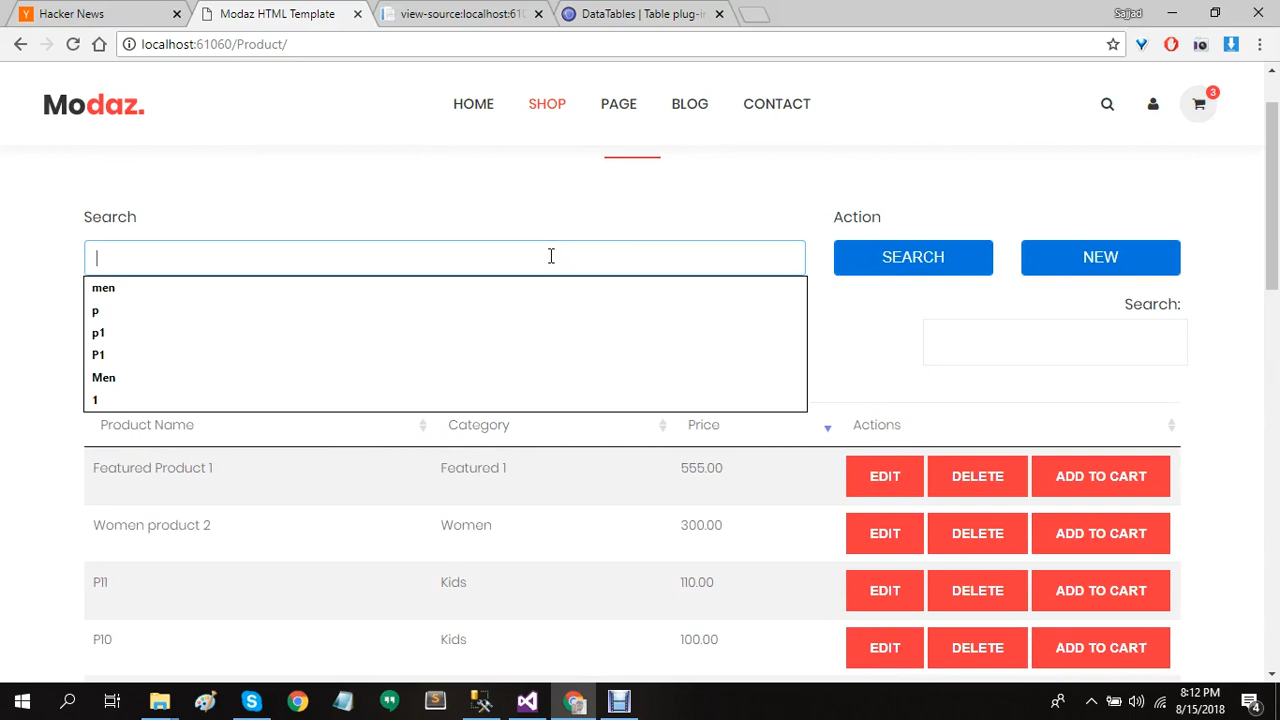 Hacker News
Modaz HTML Template
view-source:localhost:610
DataTables | Table plug-i
Sajjad
localhost:61060/Product/
Modaz.
HOME SHOP PAGE BLOG CONTACT
3
Search
Action
SEARCH NEW
men
p
p1
P1
Men
1
Search:
Product Name Category Price Actions
Featured Product 1 Featured 1 555.00 EDIT DELETE ADD TO CART
Women product 2 Women 300.00 EDIT DELETE ADD TO CART
P11 Kids 110.00 EDIT DELETE ADD TO CART
P10 Kids 100.00 EDIT DELETE ADD TO CART
8:12 PM
8/15/2018
4